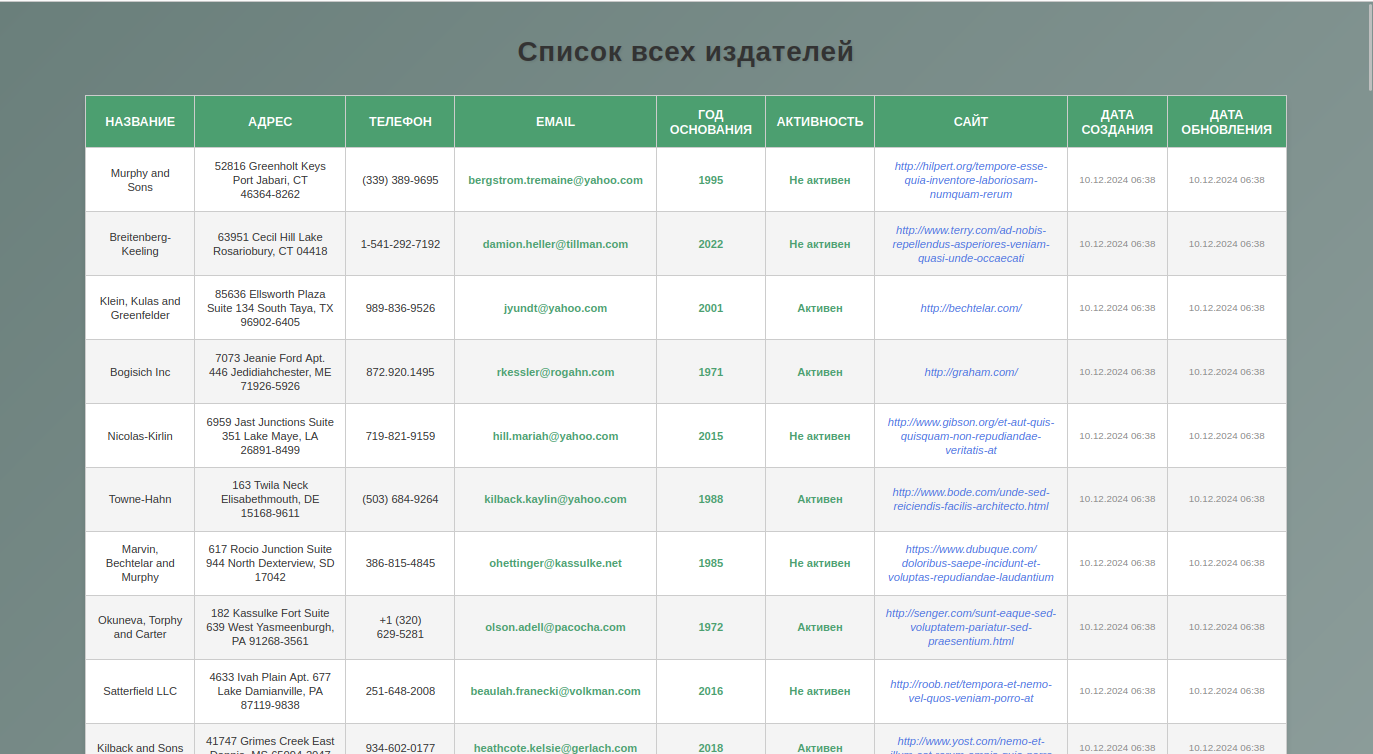 Список всех издателей
НАЗВАНИЕ
АДРЕС
ТЕЛЕФОН
EMAIL
ГОД
ОСНОВАНИЯ
АКТИВНОСТЬ
САЙТ
ДАТА
СОЗДАНИЯ
ДАТА
ОБНОВЛЕНИЯ
Murphy and
Sons
52816 Greenholt Keys
Port Jabari, CT
46364-8262
(339) 389-9695
bergstrom.tremaine@yahoo.com
1995
Не активен
http://hilpert.org/tempore-esse-
quia-inventore-laboriosam-
numquam-rerum
10.12.2024 06:38
10.12.2024 06:38
Breitenberg-
Keeling
63951 Cecil Hill Lake
Rosariobury, CT 04418
1-541-292-7192
damion.heller@tillman.com
2022
Не активен
http://www.terry.com/ad-nobis-
repellendus-asperiores-veniam-
quasi-unde-occaecati
10.12.2024 06:38
10.12.2024 06:38
Klein, Kulas and
Greenfelder
85636 Ellsworth Plaza
Suite 134 South Taya, TX
96902-6405
989-836-9526
jyundt@yahoo.com
2001
Активен
http://bechtelar.com/
10.12.2024 06:38
10.12.2024 06:38
Bogisich Inc
7073 Jeanie Ford Apt.
446 Jedidiahchester, ME
71926-5926
872.920.1495
rkessler@rogahn.com
1971
Активен
http://graham.com/
10.12.2024 06:38
10.12.2024 06:38
Nicolas-Kirlin
6959 Jast Junctions Suite
351 Lake Maye, LA
26891-8499
719-821-9159
hill.mariah@yahoo.com
2015
Не активен
http://www.gibson.org/et-aut-quis-
quisquam-non-repudiandae-
veritatis-at
10.12.2024 06:38
10.12.2024 06:38
Towne-Hahn
163 Twila Neck
Elisabethmouth, DE
15168-9611
(503) 684-9264
kilback.kaylin@yahoo.com
1988
Активен
http://www.bode.com/unde-sed-
reiciendis-facilis-architecto.html
10.12.2024 06:38
10.12.2024 06:38
Marvin,
Bechtelar and
Murphy
617 Rocio Junction Suite
944 North Dexterview, SD
17042
386-815-4845
ohettinger@kassulke.net
1985
Не активен
https://www.dubuque.com/
doloribus-saepe-incidunt-et-
voluptas-repudiandae-laudantium
10.12.2024 06:38
10.12.2024 06:38
Okuneva, Torphy
and Carter
182 Kassulke Fort Suite
639 West Yasmeenburgh,
PA 91268-3561
+1 (320)
629-5281
olson.adell@pacocha.com
1972
Активен
http://senger.com/sunt-eaque-sed-
voluptatem-pariatur-sed-
praesentium.html
10.12.2024 06:38
10.12.2024 06:38
Satterfield LLC
4633 Ivah Plain Apt. 677
Lake Damianville, PA
87119-9838
251-648-2008
beaulah.franecki@volkman.com
2016
Не активен
http://roob.net/tempora-et-nemo-
vel-quos-veniam-porro-at
10.12.2024 06:38
10.12.2024 06:38
Kilback and Sons
41747 Grimes Creek East
934-602-0177
heathcote.kelsie@gerlach.com
2018
Активен
http://www.yost.com/nemo-et-
10.12.2024 06:38
10.12.2024 06:38